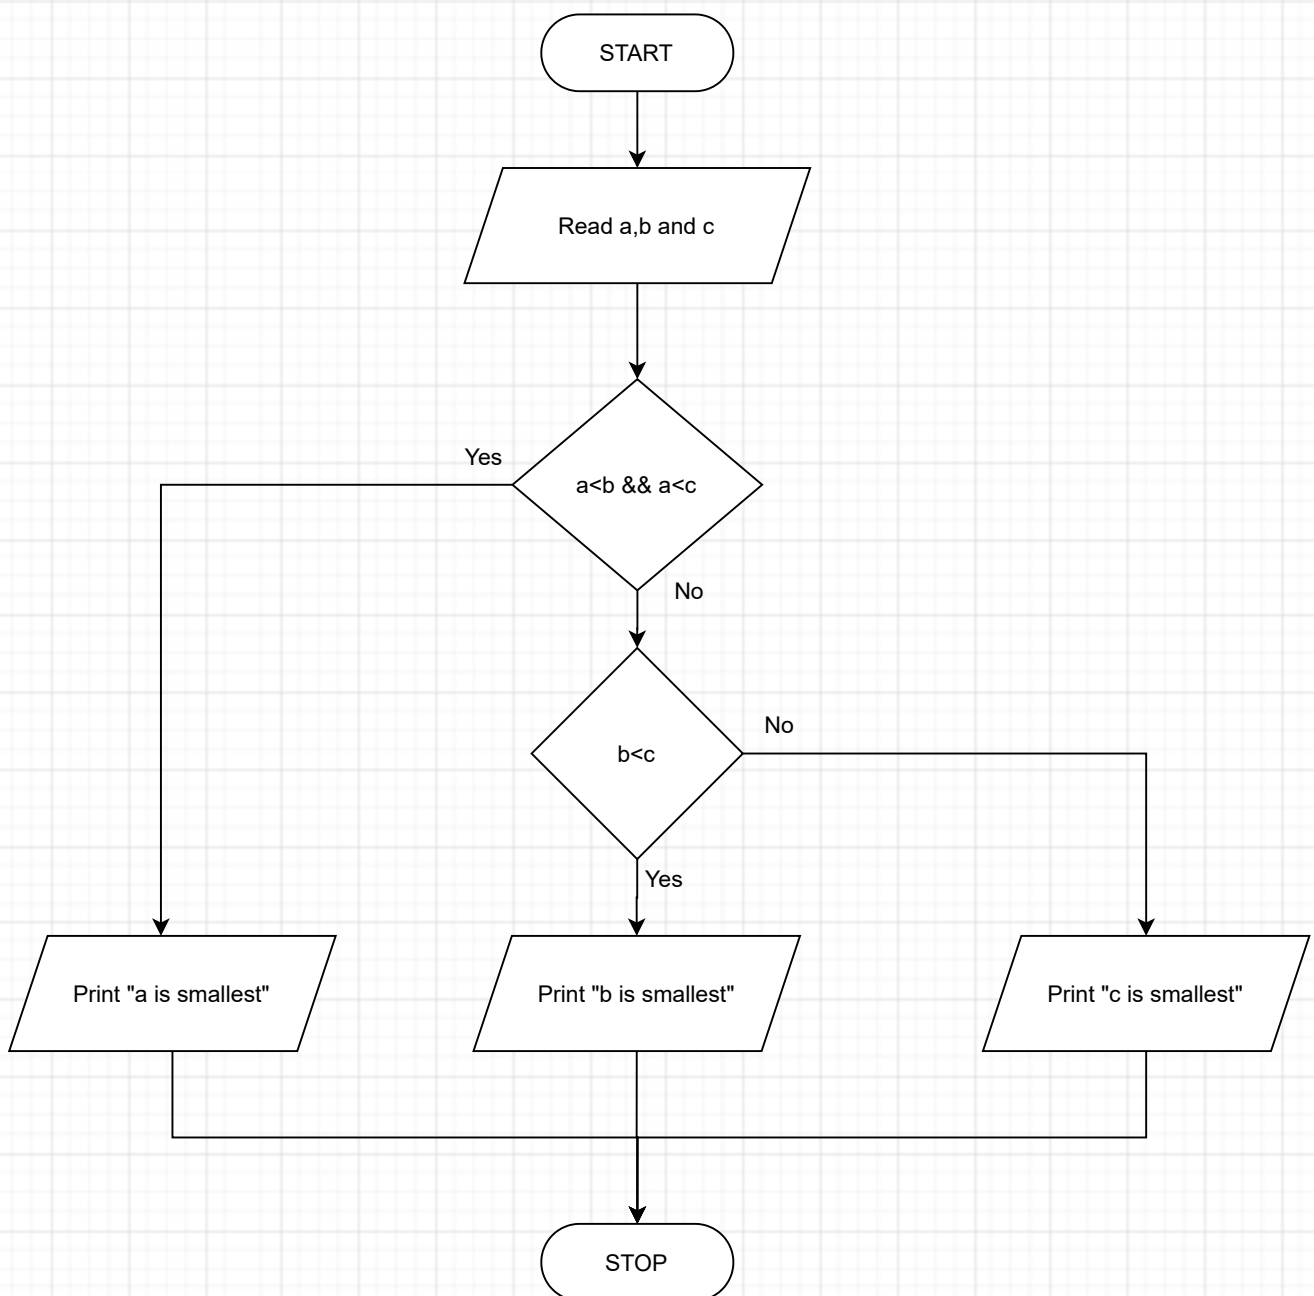 START
Read a,b and c
Yes
a<b && a<c
No
No
b<c
Yes
Print "a is smallest"
Print "b is smallest"
Print "c is smallest"
STOP